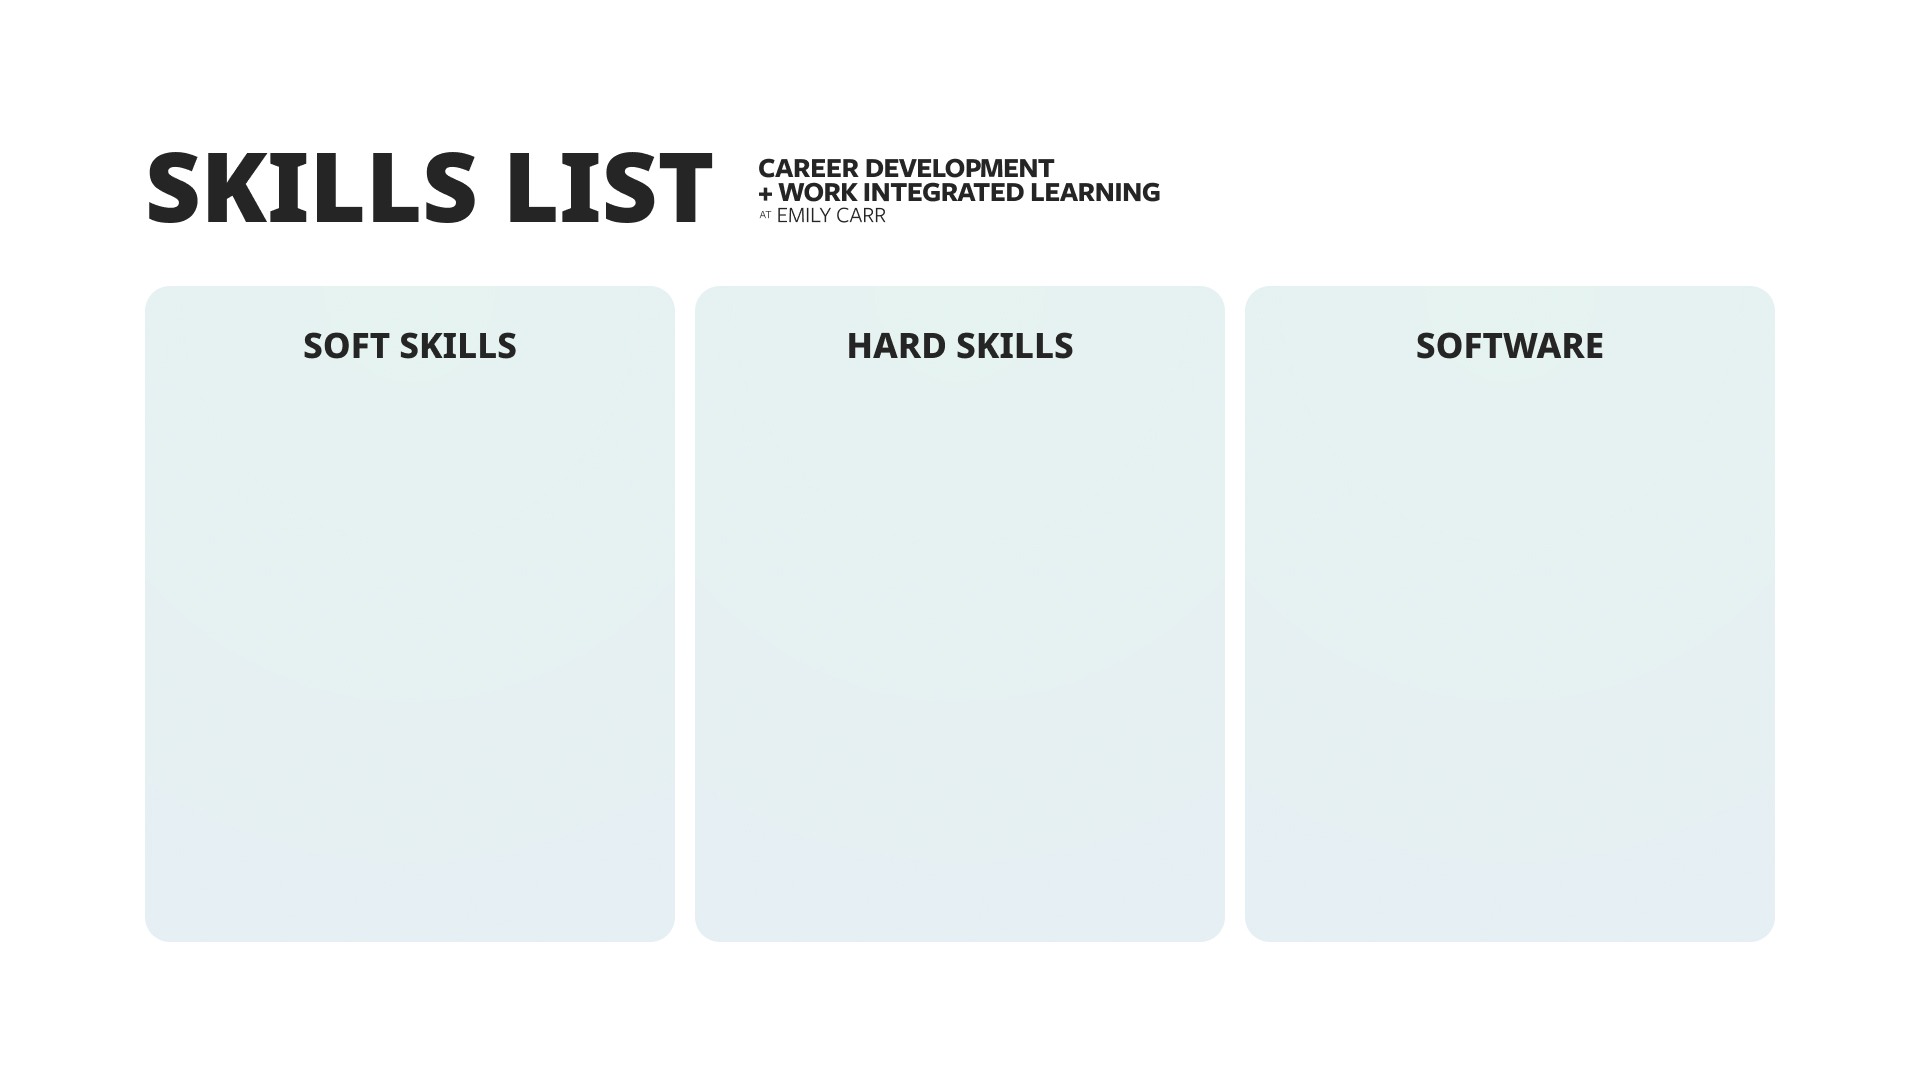 SKILLS LIST
CAREER DEVELOPMENT
+ WORK INTEGRATED LEARNING
AT EMILY CARR
SOFT SKILLS
HARD SKILLS
SOFTWARE